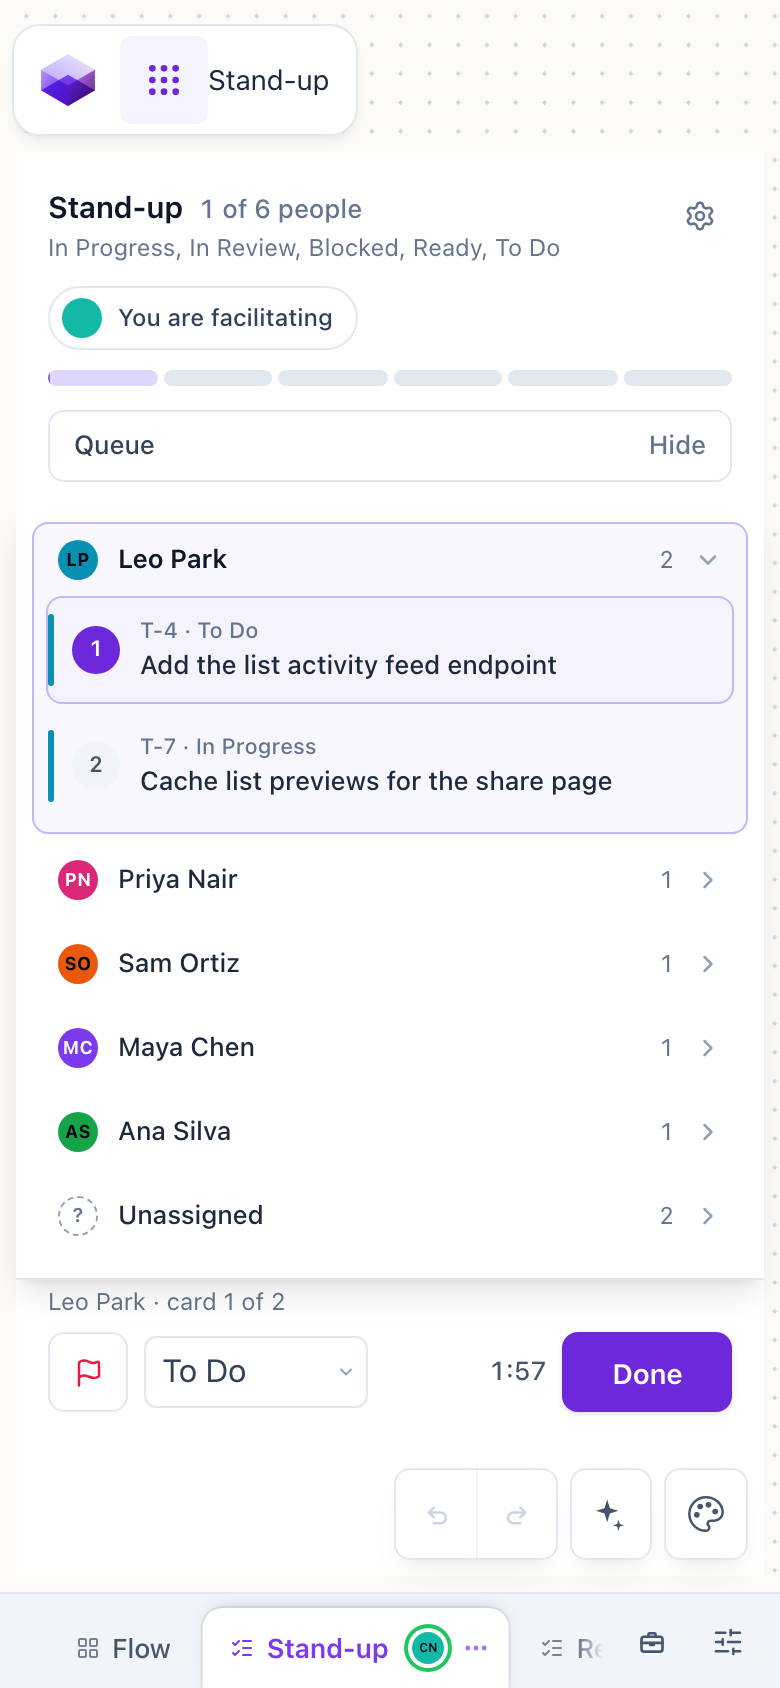 Stand-up
Stand-up 1 of 6 people
In Progress, In Review, Blocked, Ready, To Do
You are facilitating
Queue Hide
LP Leo Park 2
1 T-4 · To Do
Add the list activity feed endpoint
2 T-7 · In Progress
Cache list previews for the share page
PN Priya Nair 1
SO Sam Ortiz 1
MC Maya Chen 1
AS Ana Silva 1
? Unassigned 2
Leo Park · card 1 of 2
To Do 1:57 Done
Flow Stand-up CN